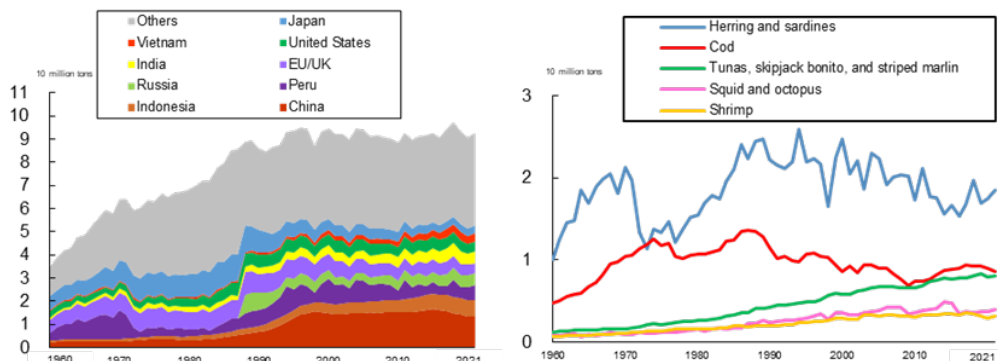 Others
Japan
Vietnam
United States
India
EU/UK
Russia
Peru
Indonesia
China
10 million tons
11
10
9
8
7
6
5
4
3
2
1
0
1960 1970 1980 1990 2000 2010 2021
Herring and sardines
Cod
Tunas, skipjack bonito, and striped marlin
Squid and octopus
Shrimp
10 million tons
3
2
1
0
1960 1970 1980 1990 2000 2010 2021